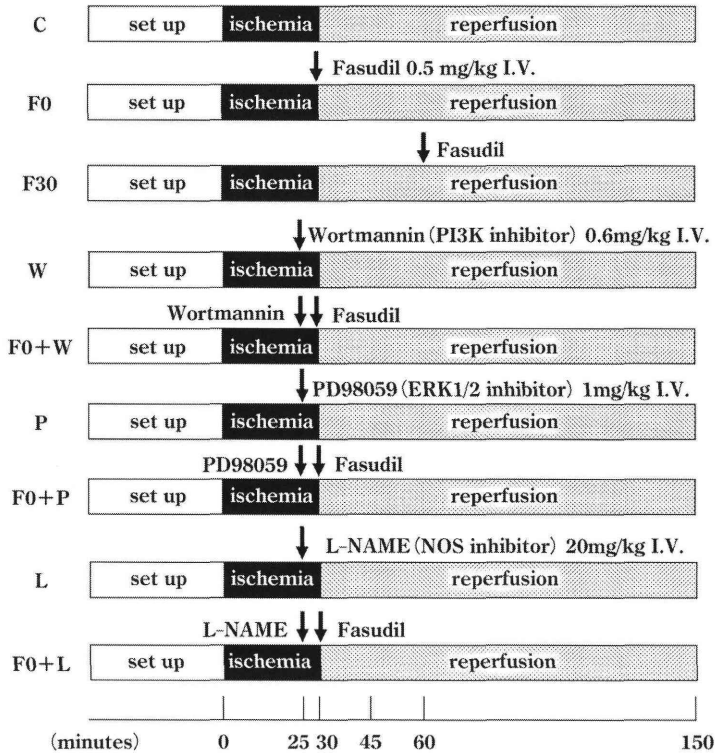 C set up ischemia reperfusion
Fasudil 0.5 mg/kg I.V.
F0 set up ischemia reperfusion
Fasudil
F30 set up ischemia reperfusion
Wortmannin (PI3K inhibitor) 0.6mg/kg I.V.
W set up ischemia reperfusion
Wortmannin Fasudil
F0+W set up ischemia reperfusion
PD98059 (ERK1/2 inhibitor) 1mg/kg I.V.
P set up ischemia reperfusion
PD98059 Fasudil
F0+P set up ischemia reperfusion
L-NAME (NOS inhibitor) 20mg/kg I.V.
L set up ischemia reperfusion
L-NAME Fasudil
F0+L set up ischemia reperfusion
(minutes) 0 25 30 45 60 150